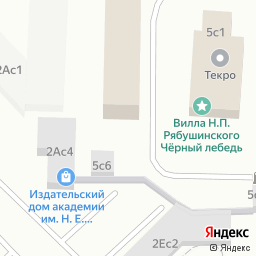 5с1
2Ас1
Текро
Вилла Н.П.
Рябушинского
Чёрный лебедь
2Ас4
5с6
Издательский
дом академии
им. Н. Е....
2Ес2
Яндекс